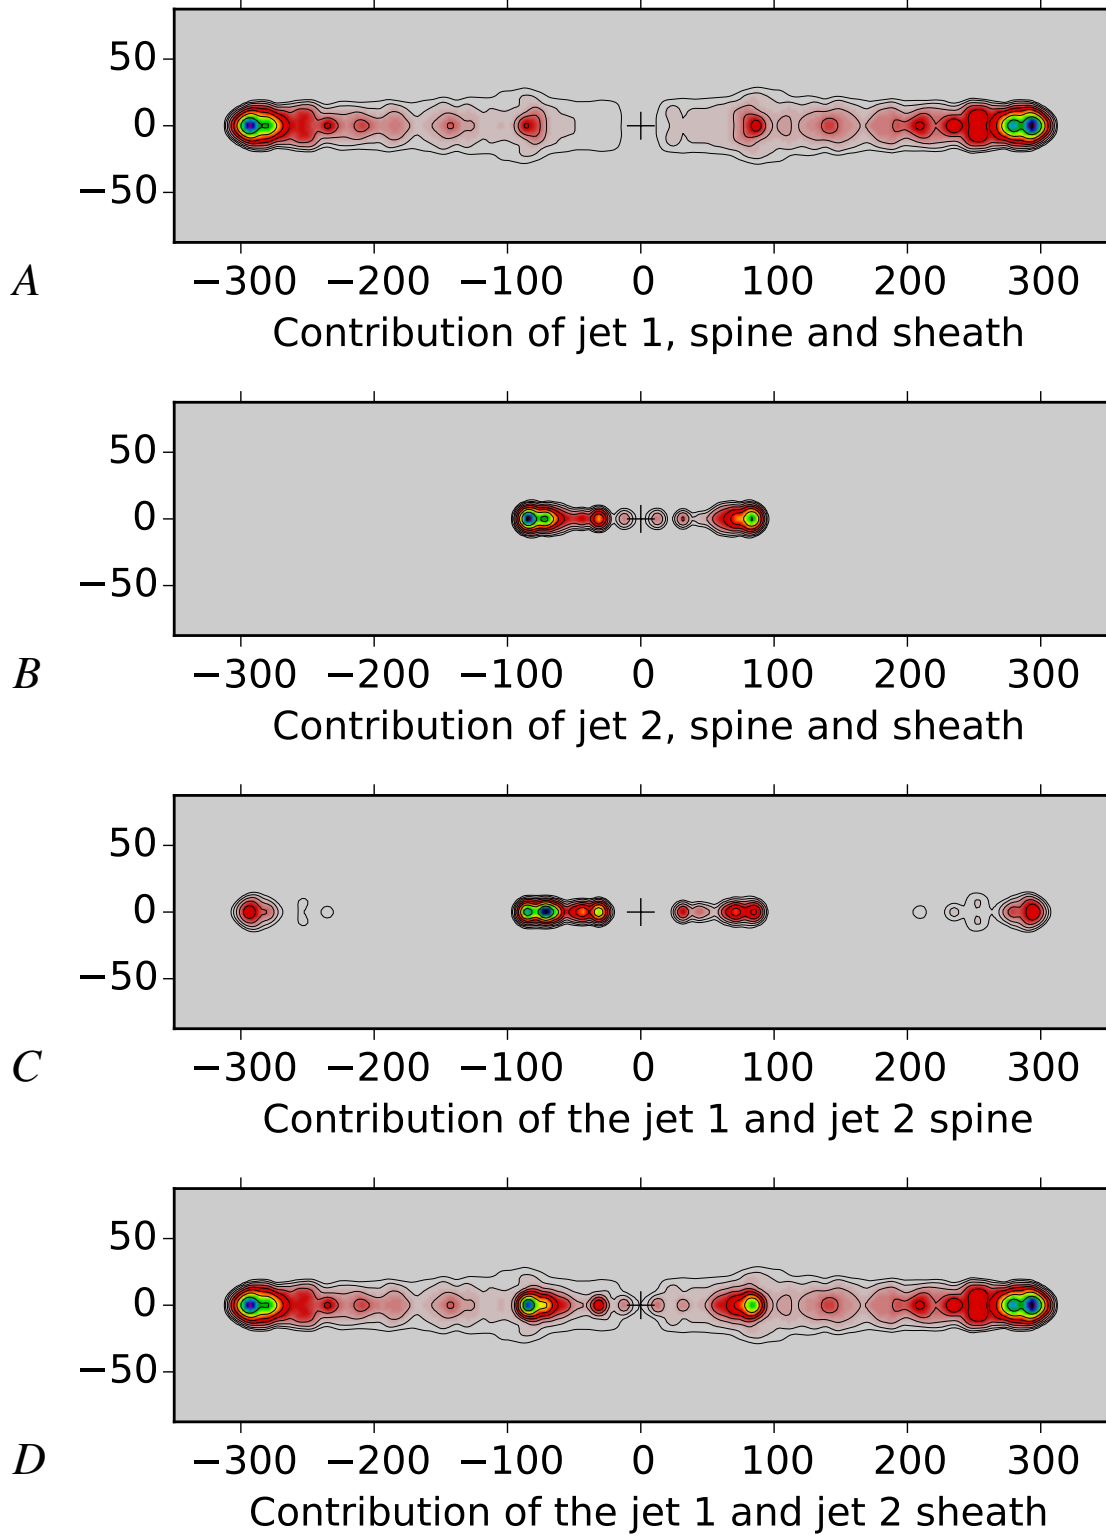 50
0
−50
A
−300 −200 −100 0 100 200 300
Contribution of jet 1, spine and sheath
50
0
−50
B
−300 −200 −100 0 100 200 300
Contribution of jet 2, spine and sheath
50
0
−50
C
−300 −200 −100 0 100 200 300
Contribution of the jet 1 and jet 2 spine
50
0
−50
D
−300 −200 −100 0 100 200 300
Contribution of the jet 1 and jet 2 sheath